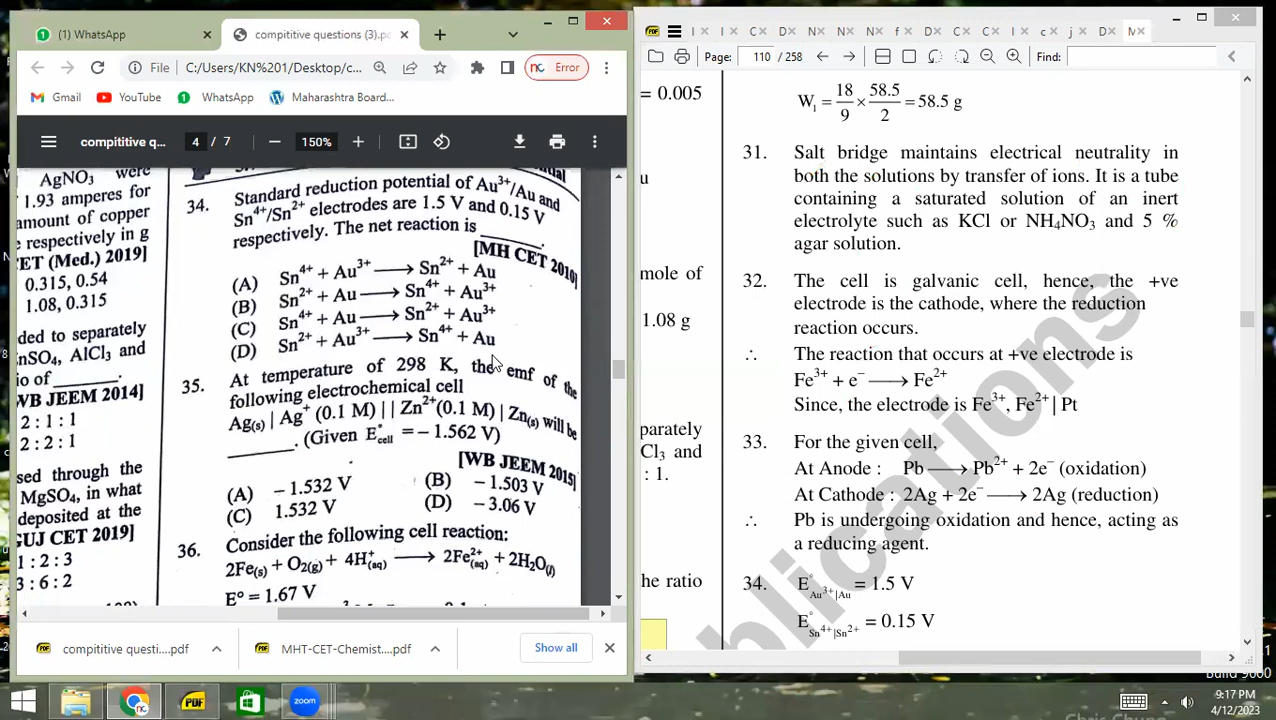 (1) WhatsApp
compititive questions (3).p
File
C:/Users/KN%201/Desktop/c...
Error
Gmail
YouTube
WhatsApp
Maharashtra Board...
compititive q...
4 / 7
150%
AgNO3 were
1.93 amperes for
amount of copper
e respectively in g
CET (Med.) 2019]
0.315, 0.54
1.08, 0.315
ded to separately
nSO4, AlCl3 and
io of ________.
WB JEEM 2014]
2 : 1 : 1
2 : 2 : 1
sed through the
MgSO4, in what
deposited at the
GUJ CET 2019]
1 : 2 : 3
3 : 6 : 2
34. Standard reduction potential of Au3+/Au and
Sn4+/Sn2+ electrodes are 1.5 V and 0.15 V
respectively. The net reaction is ______.
[MH CET 2010]
(A) Sn4+ + Au3+ ⟶ Sn2+ + Au
(B) Sn2+ + Au ⟶ Sn4+ + Au3+
(C) Sn4+ + Au ⟶ Sn2+ + Au3+
(D) Sn2+ + Au3+ ⟶ Sn4+ + Au
35. At temperature of 298 K, the emf of the
following electrochemical cell
Ag(s) | Ag+ (0.1 M) || Zn2+(0.1 M) | Zn(s) will be
______. (Given E°cell = – 1.562 V)
[WB JEEM 2015]
(A) – 1.532 V (B) – 1.503 V
(C) 1.532 V (D) – 3.06 V
36. Consider the following cell reaction:
2Fe(s) + O2(g) + 4H+(aq) ⟶ 2Fe2+(aq) + 2H2O(l)
E° = 1.67 V
compititive questi....pdf
MHT-CET-Chemist....pdf
Show all
Page:
110 / 258
Find:
= 0.005
mole of
1.08 g
parately
Cl3 and
: 1.
he ratio
W1 = 18/9 × 58.5/2 = 58.5 g
31. Salt bridge maintains electrical neutrality in
both the solutions by transfer of ions. It is a tube
containing a saturated solution of an inert
electrolyte such as KCl or NH4NO3 and 5 %
agar solution.
32. The cell is galvanic cell, hence, the +ve
electrode is the cathode, where the reduction
reaction occurs.
∴ The reaction that occurs at +ve electrode is
Fe3+ + e– ⟶ Fe2+
Since, the electrode is Fe3+, Fe2+ | Pt
33. For the given cell,
At Anode : Pb ⟶ Pb2+ + 2e– (oxidation)
At Cathode : 2Ag + 2e– ⟶ 2Ag (reduction)
∴ Pb is undergoing oxidation and hence, acting as
a reducing agent.
34. E°Au3+|Au = 1.5 V
E°Sn4+|Sn2+ = 0.15 V
blications
Build 9600
zoom
9:17 PM
4/12/2023